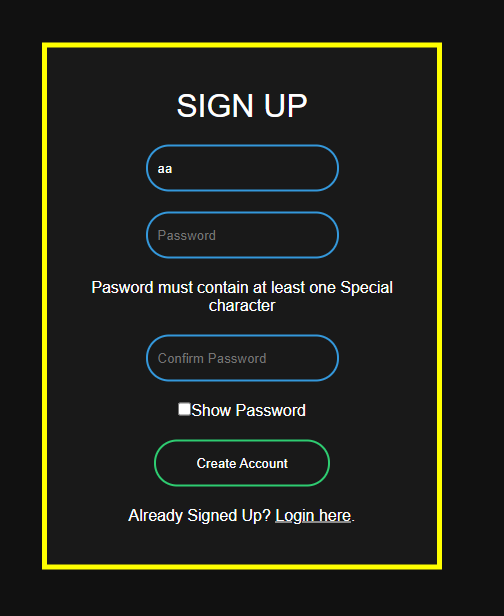 SIGN UP
aa
Password
Pasword must contain at least one Special
character
Confirm Password
Show Password
Create Account
Already Signed Up? Login here.